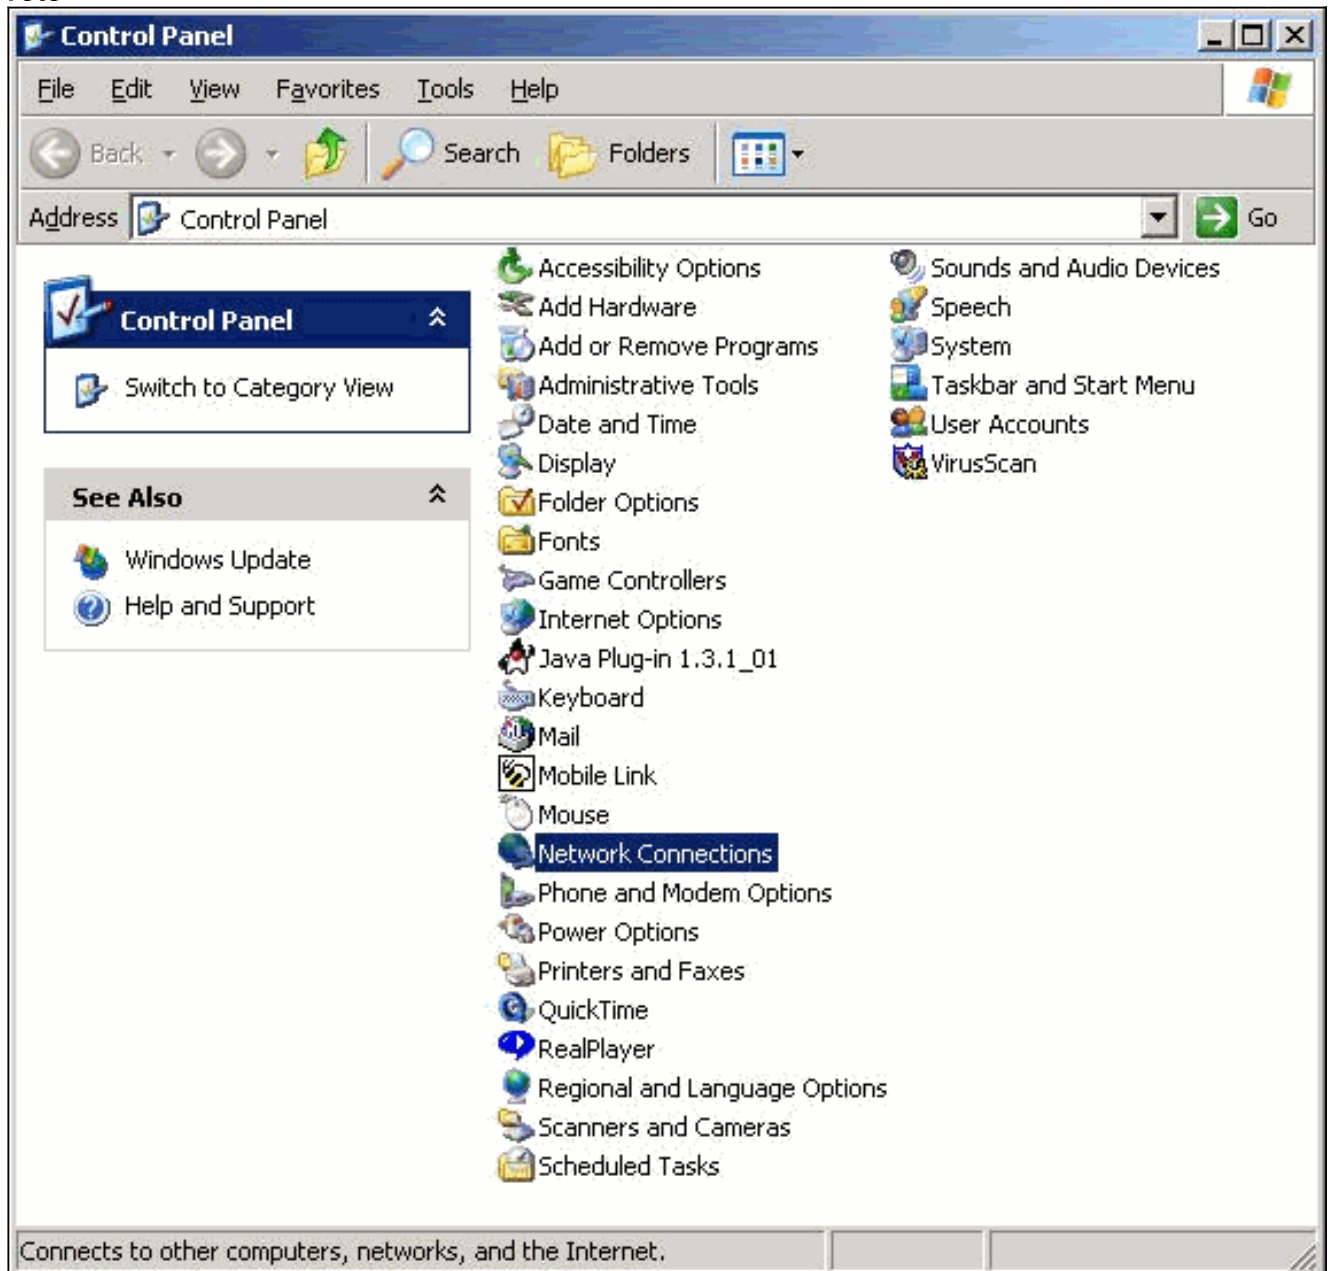 Control Panel
File Edit View Favorites Tools Help
Back Search Folders
Address Control Panel Go
Control Panel
Switch to Category View
See Also
Windows Update
Help and Support
Accessibility Options
Add Hardware
Add or Remove Programs
Administrative Tools
Date and Time
Display
Folder Options
Fonts
Game Controllers
Internet Options
Java Plug-in 1.3.1_01
Keyboard
Mail
Mobile Link
Mouse
Network Connections
Phone and Modem Options
Power Options
Printers and Faxes
QuickTime
RealPlayer
Regional and Language Options
Scanners and Cameras
Scheduled Tasks
Sounds and Audio Devices
Speech
System
Taskbar and Start Menu
User Accounts
VirusScan
Connects to other computers, networks, and the Internet.